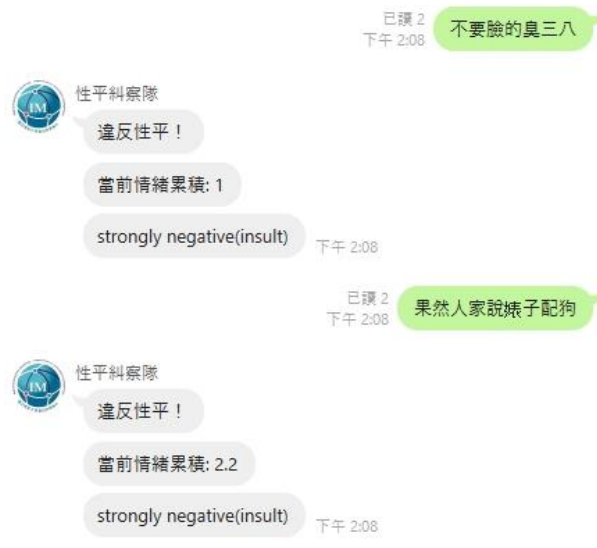 已讀 2
下午 2:08
不要臉的臭三八
IM
性平糾察隊
違反性平！
當前情緒累積: 1
strongly negative(insult)
下午 2:08
已讀 2
下午 2:08
果然人家說婊子配狗
IM
性平糾察隊
違反性平！
當前情緒累積: 2.2
strongly negative(insult)
下午 2:08